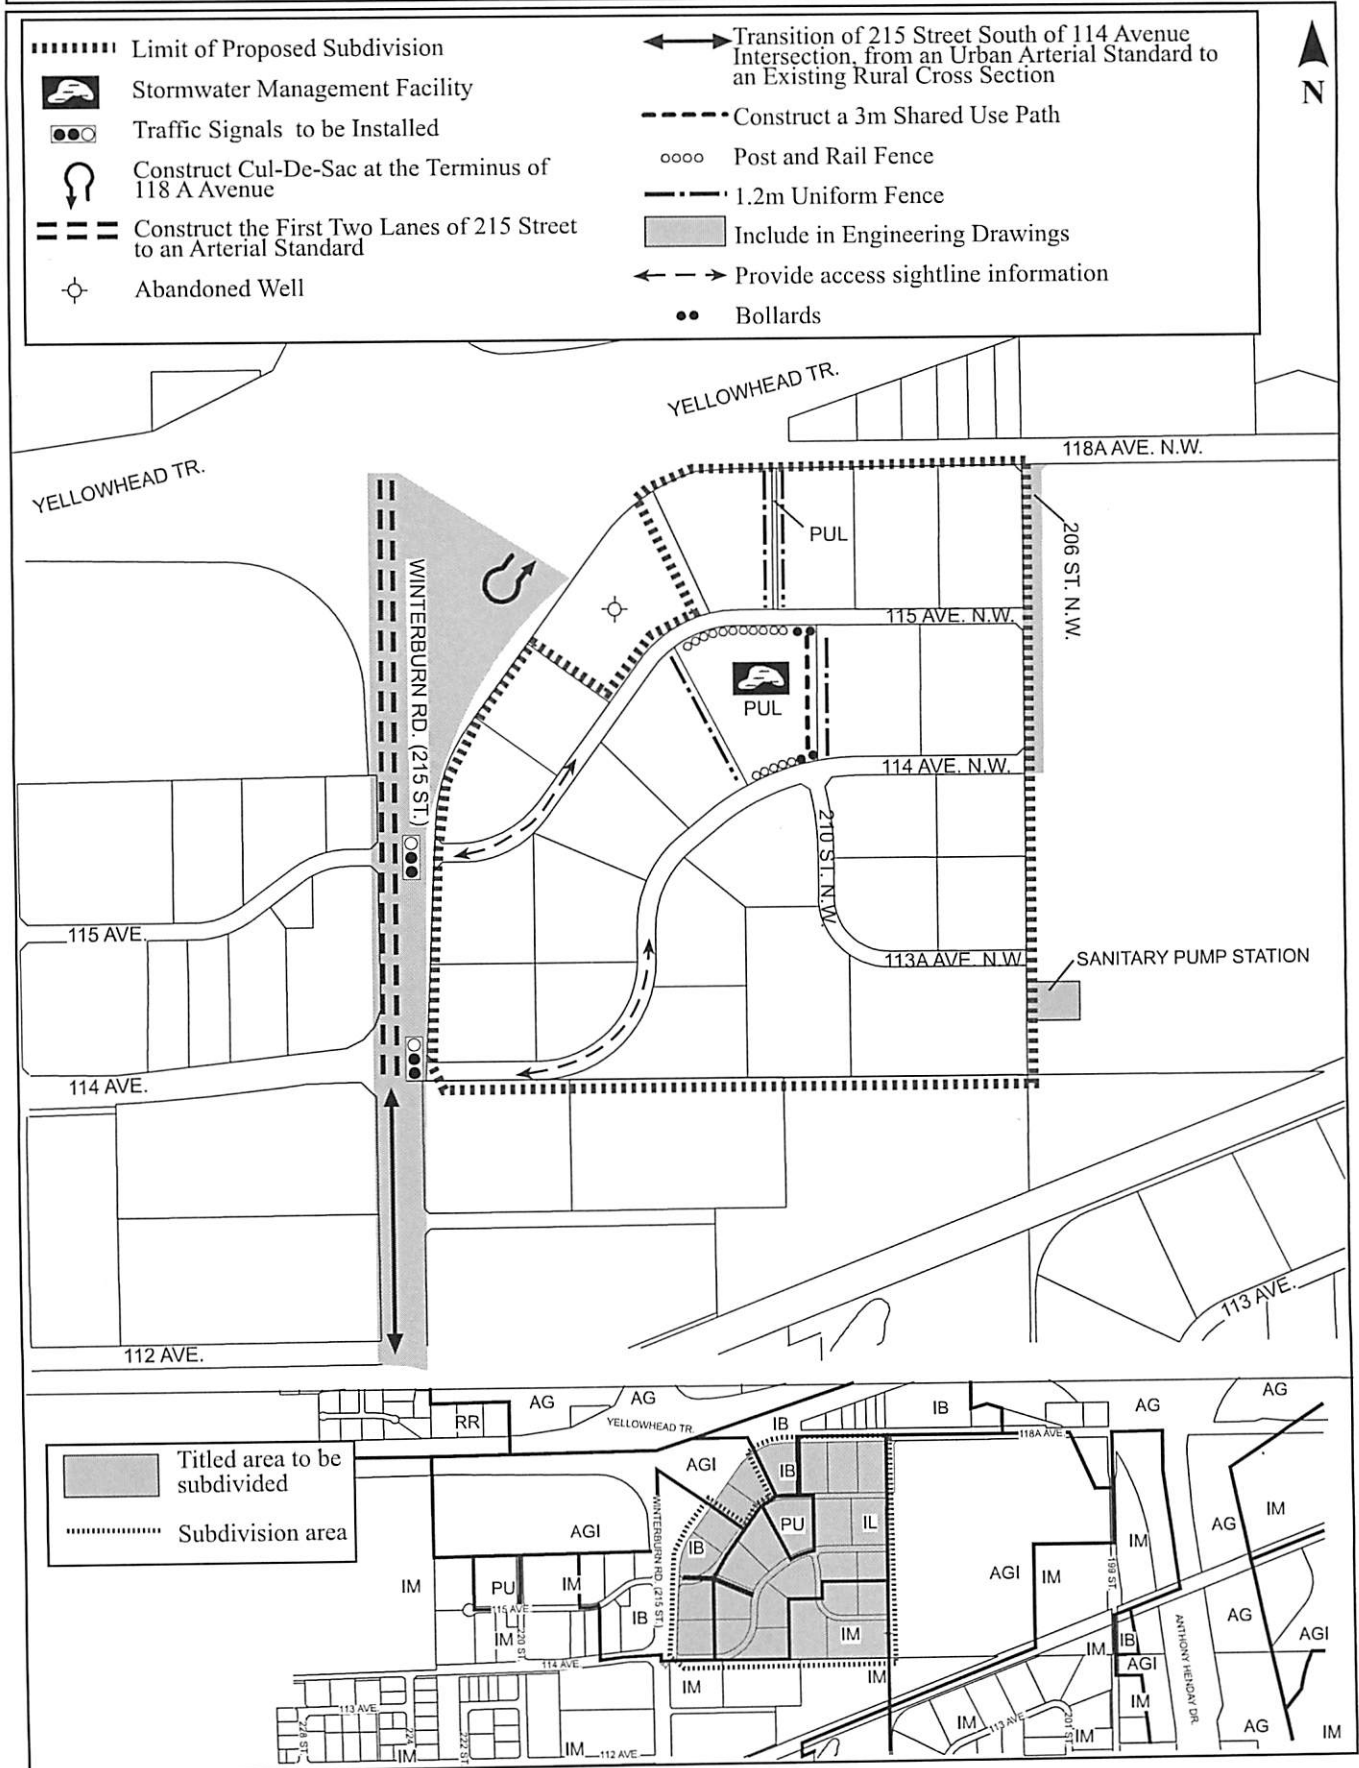 Limit of Proposed Subdivision
Stormwater Management Facility
Traffic Signals to be Installed
Construct Cul-De-Sac at the Terminus of
118 A Avenue
Construct the First Two Lanes of 215 Street
to an Arterial Standard
Abandoned Well
Transition of 215 Street South of 114 Avenue
Intersection, from an Urban Arterial Standard to
an Existing Rural Cross Section
Construct a 3m Shared Use Path
Post and Rail Fence
1.2m Uniform Fence
Include in Engineering Drawings
Provide access sightline information
Bollards
N
YELLOWHEAD TR.
118A AVE. N.W.
YELLOWHEAD TR.
PUL
206 ST. N.W.
WINTERBURN RD. (215 ST.)
115 AVE. N.W.
PUL
114 AVE. N.W.
210 ST. N.W.
115 AVE.
113A AVE. N.W.
SANITARY PUMP STATION
114 AVE.
113 AVE.
112 AVE.
Titled area to be
subdivided
Subdivision area
RR
AG
AG
YELLOWHEAD TR.
IB
IB
AG
AG
118A AVE.
AGI
IB
AGI
WINTERBURN RD. (215 ST.)
PU
IL
IB
IM
AG
IM
IM
PU
IM
115 AVE
IB
IM
220 ST.
AGI
IM
199 ST.
IM
114 AVE
IM
IM
IM
IB
AGI
IM
ANTHONY HENDAY DR.
AG
AGI
113 AVE
228 ST.
224
IM
222 ST.
IM
112 AVE
IM
113 AVE
201 ST.
IM
AG
IM